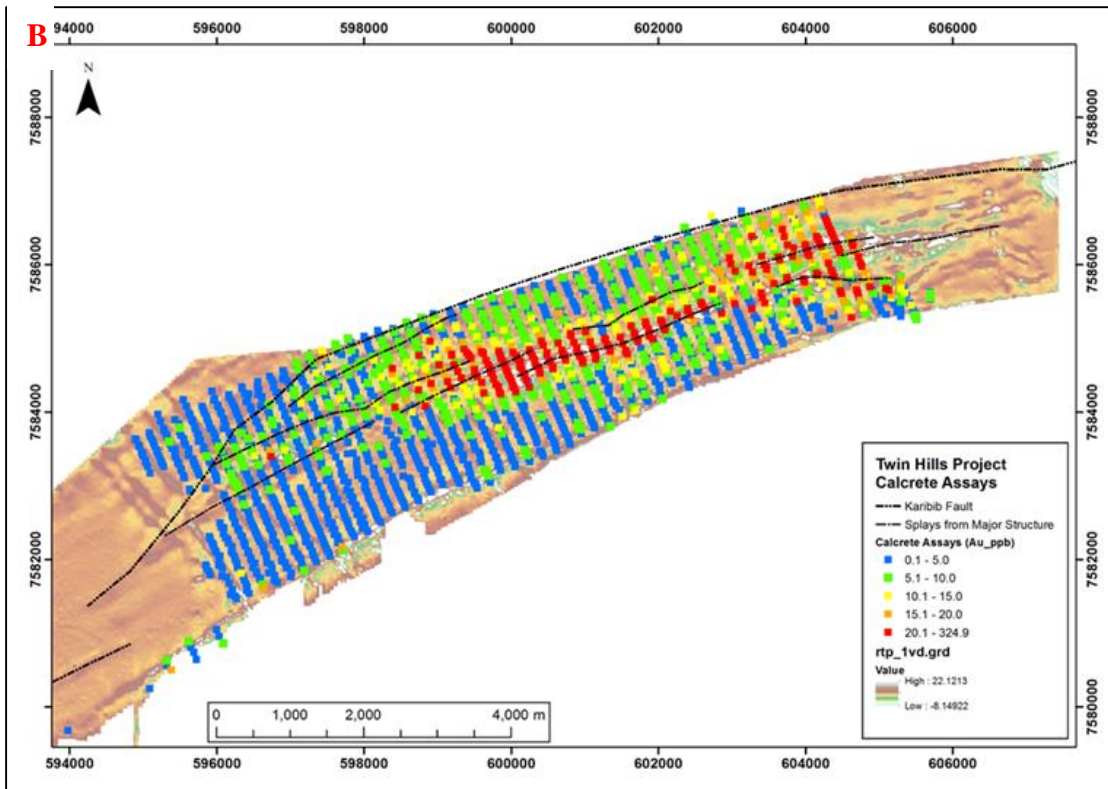 B
594000 596000 598000 600000 602000 604000 606000
N
7588000 7588000
7586000 7586000
7584000 7584000
7582000 7582000
7580000 7580000
Twin Hills Project
Calcrete Assays
Karibib Fault
Splays from Major Structure
Calcrete Assays (Au_ppb)
0.1 - 5.0
5.1 - 10.0
10.1 - 15.0
15.1 - 20.0
20.1 - 324.9
rtp_1vd.grd
Value
High : 22.1213
Low : -8.14922
0 1,000 2,000 4,000 m
594000 596000 598000 600000 602000 604000 606000